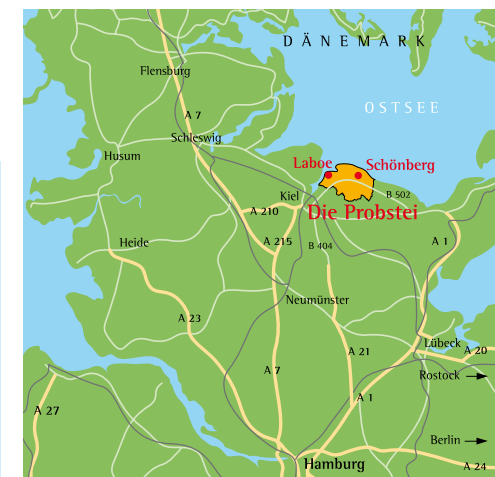 DÄNEMARK
Flensburg
OSTSEE
A 7
Schleswig
Husum
Laboe
Schönberg
Kiel
B 502
A 210
Die Probstei
Heide
A 215
B 404
A 1
Neumünster
A 23
Lübeck
A 21
A 20
A 7
Rostock
A 1
A 27
Berlin
Hamburg
A 24